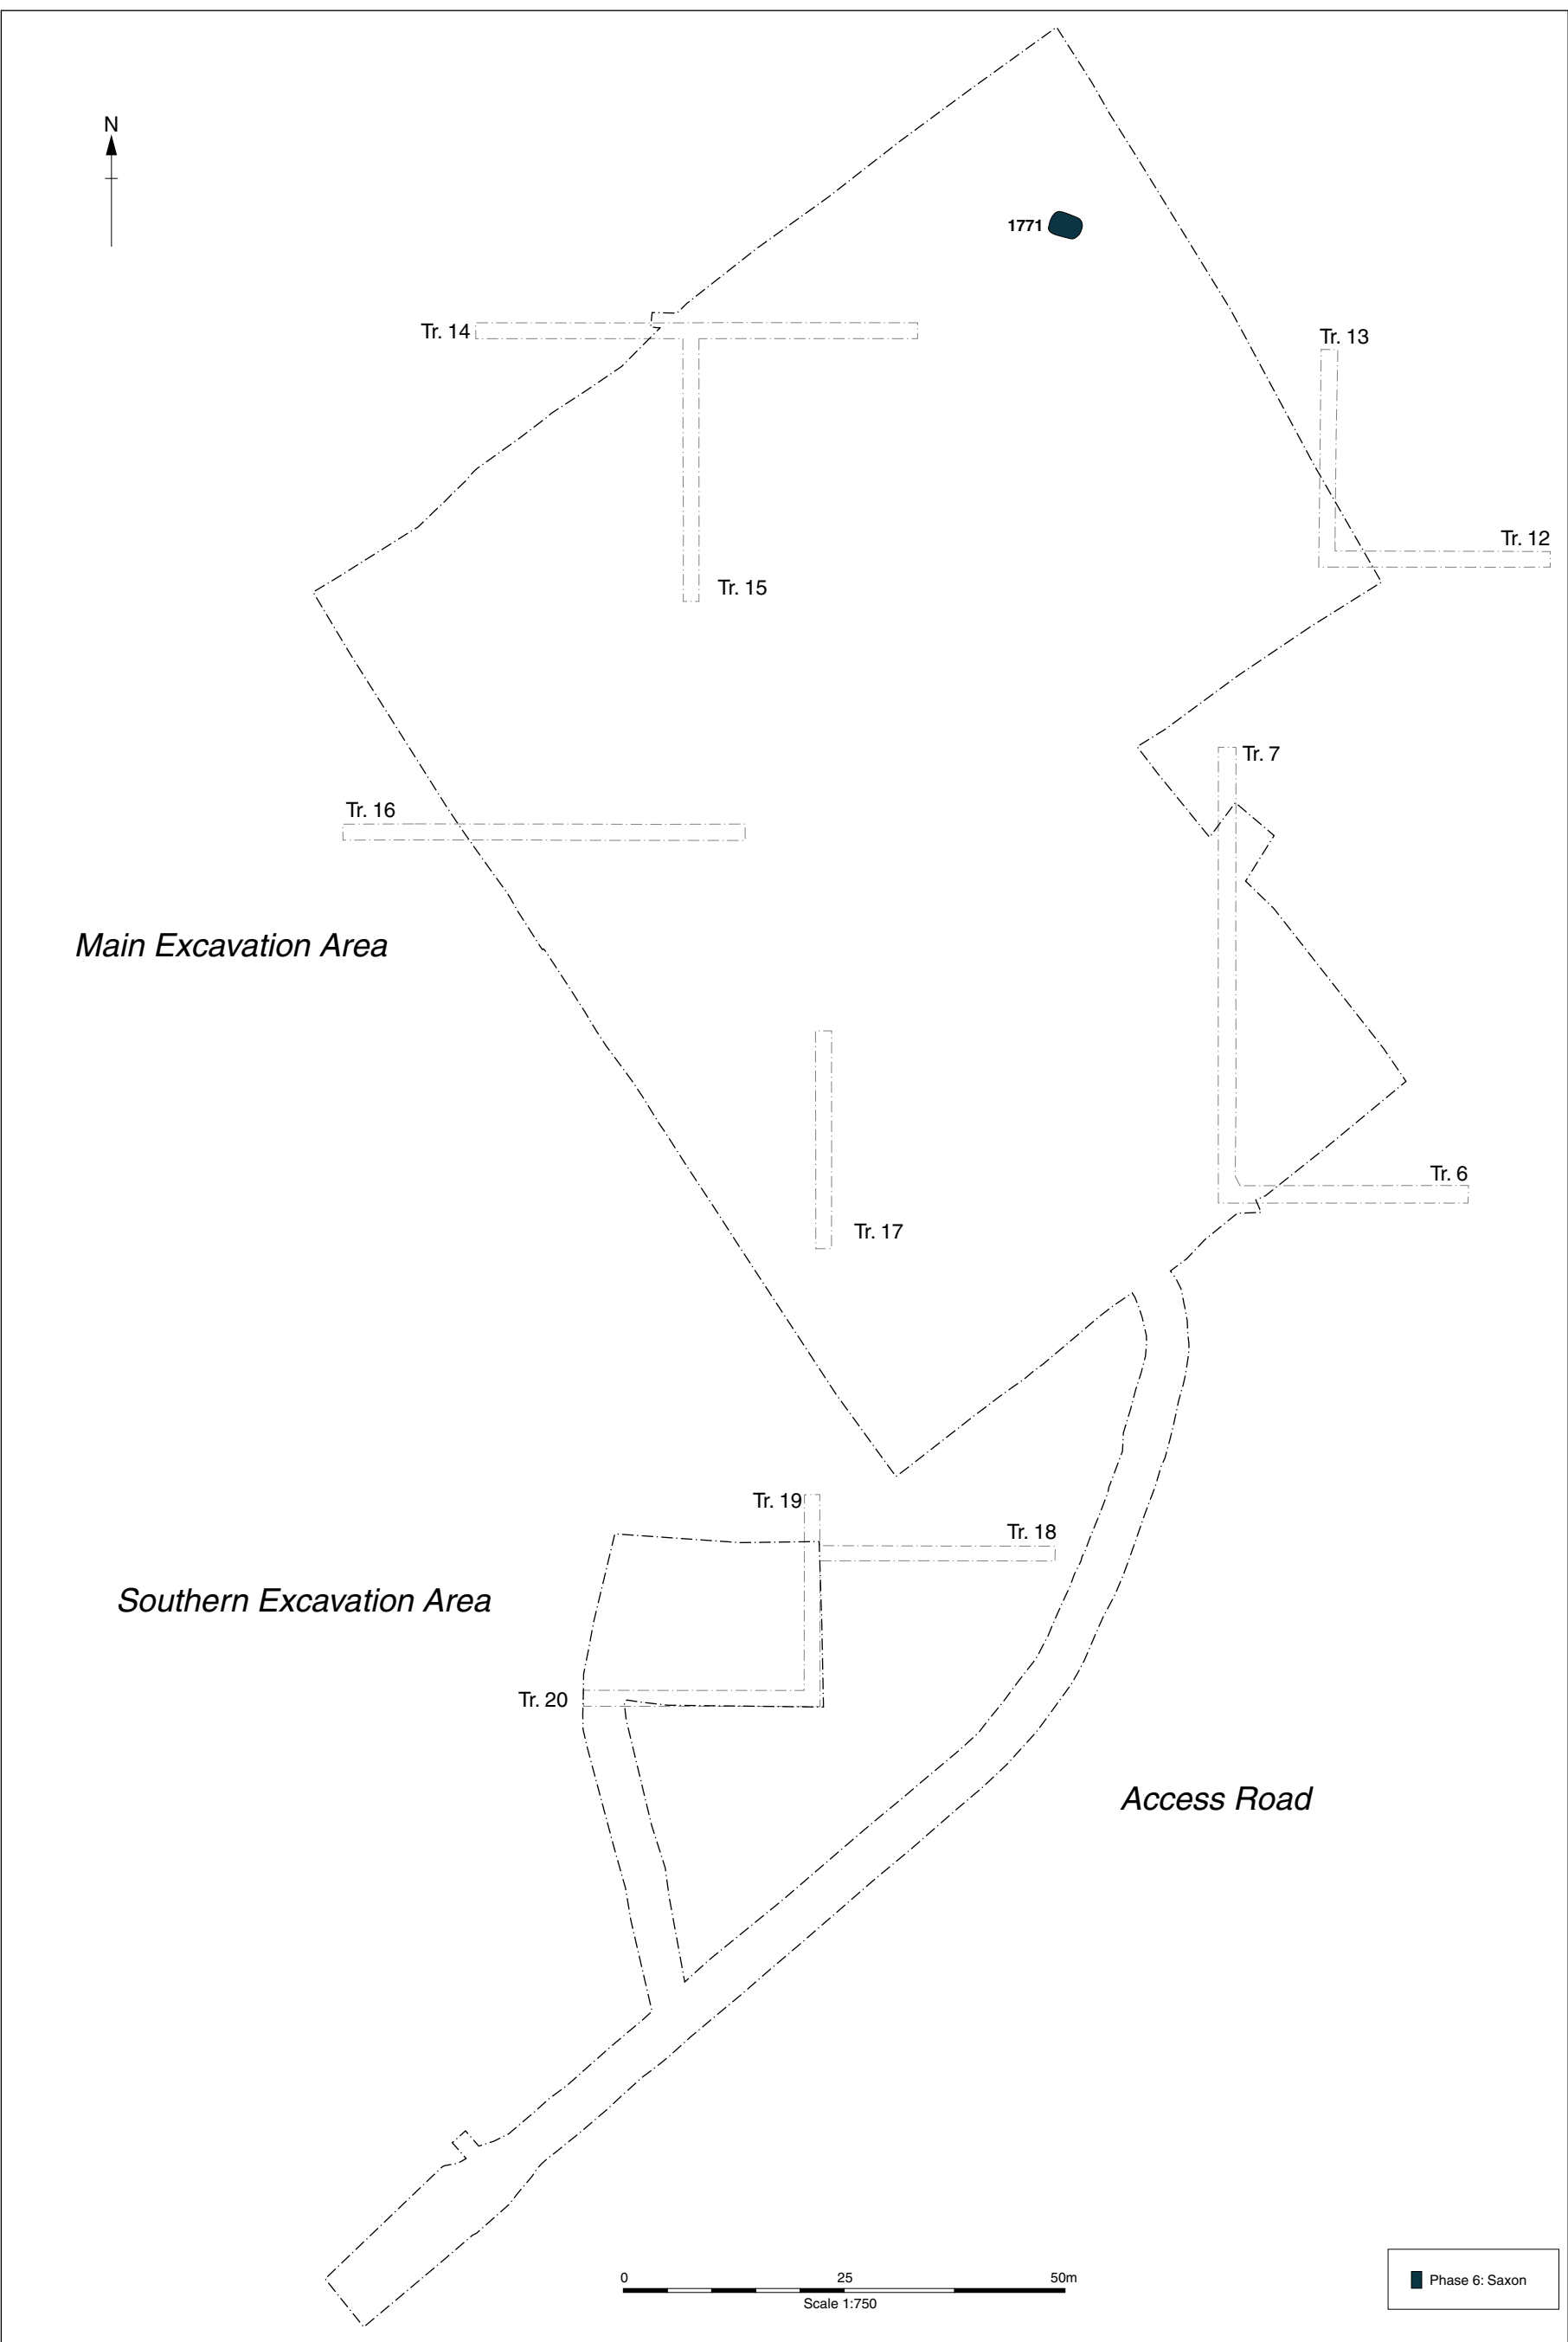 N
1771
Tr. 14
Tr. 13
Tr. 12
Tr. 15
Tr. 7
Tr. 16
Main Excavation Area
Tr. 6
Tr. 17
Tr. 19
Tr. 18
Southern Excavation Area
Tr. 20
Access Road
0 25 50m
Scale 1:750
Phase 6: Saxon